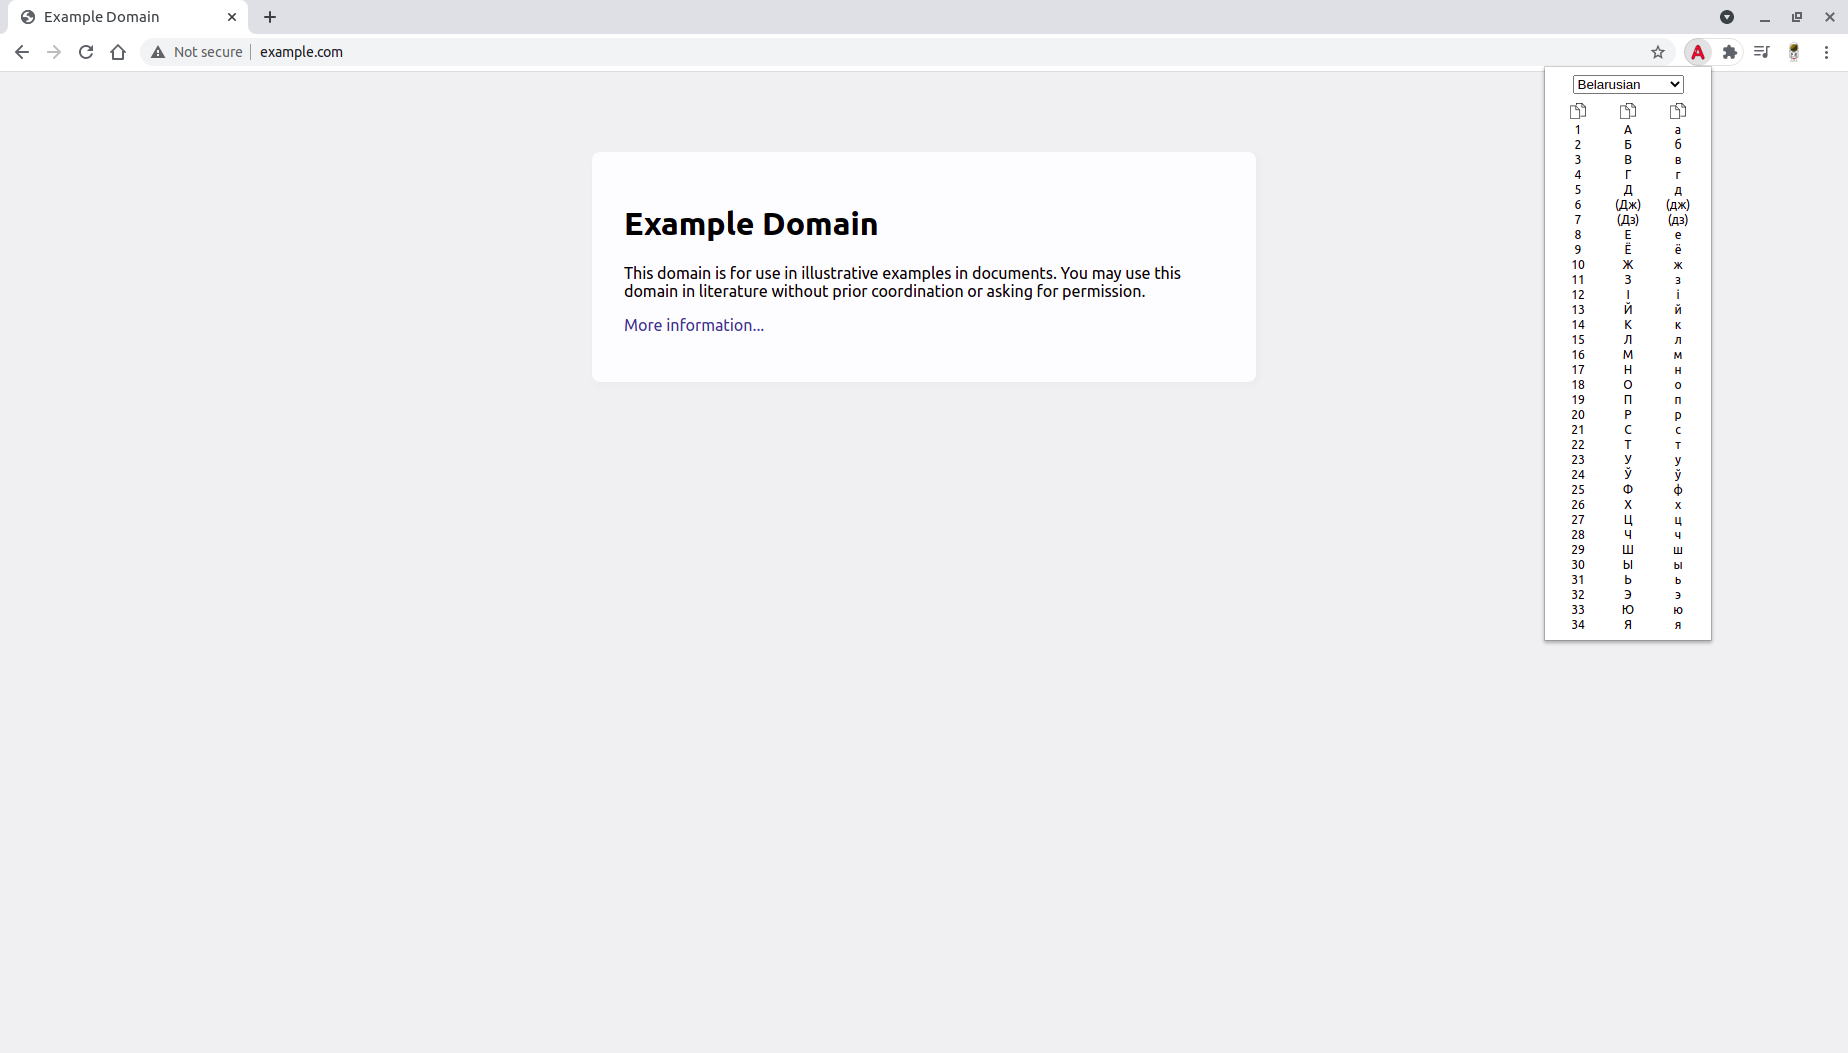 Example Domain
Not secure
example.com
A
Belarusian
Example Domain
This domain is for use in illustrative examples in documents. You may use this
domain in literature without prior coordination or asking for permission.
More information...
1 А а
2 Б б
3 В в
4 Г г
5 Д д
6 (Дж) (дж)
7 (Дз) (дз)
8 Е е
9 Ё ё
10 Ж ж
11 З з
12 І і
13 Й й
14 К к
15 Л л
16 М м
17 Н н
18 О о
19 П п
20 Р р
21 С с
22 Т т
23 У у
24 Ў ў
25 Ф ф
26 Х х
27 Ц ц
28 Ч ч
29 Ш ш
30 Ы ы
31 Ь ь
32 Э э
33 Ю ю
34 Я я